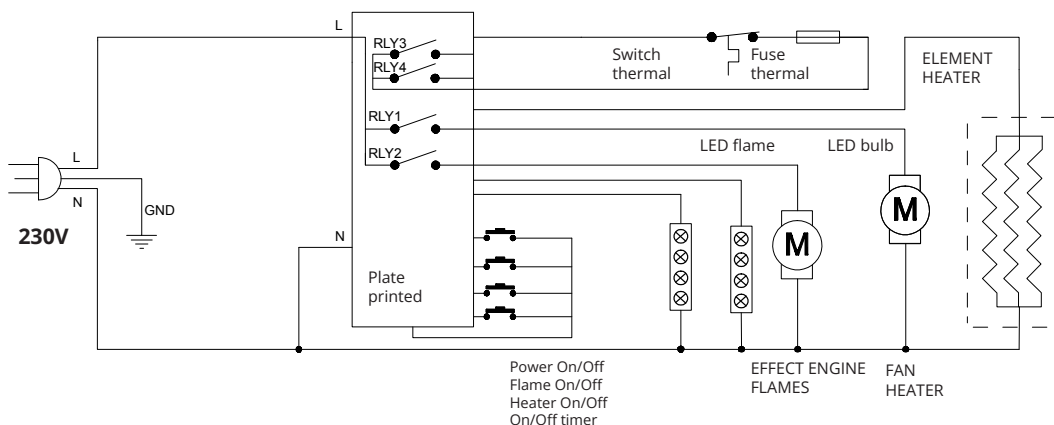 L
RLY3
RLY4
Switch
thermal
Fuse
thermal
ELEMENT
HEATER
RLY1
RLY2
LED flame
LED bulb
L
N
GND
230V
M
M
N
Plate
printed
Power On/Off
Flame On/Off
Heater On/Off
On/Off timer
EFFECT ENGINE
FLAMES
FAN
HEATER